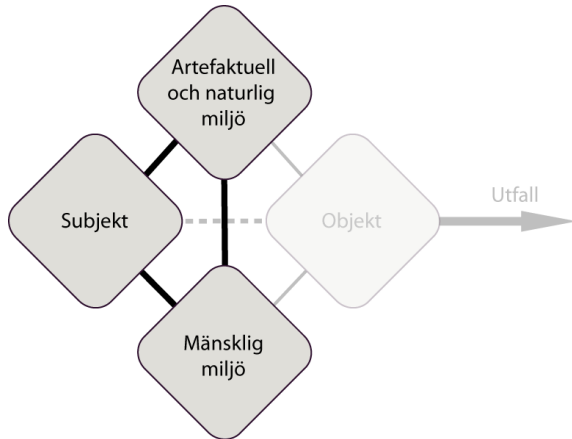 Artefaktuell
och naturlig
miljö
Subjekt
Objekt
Utfall
Mänsklig
miljö